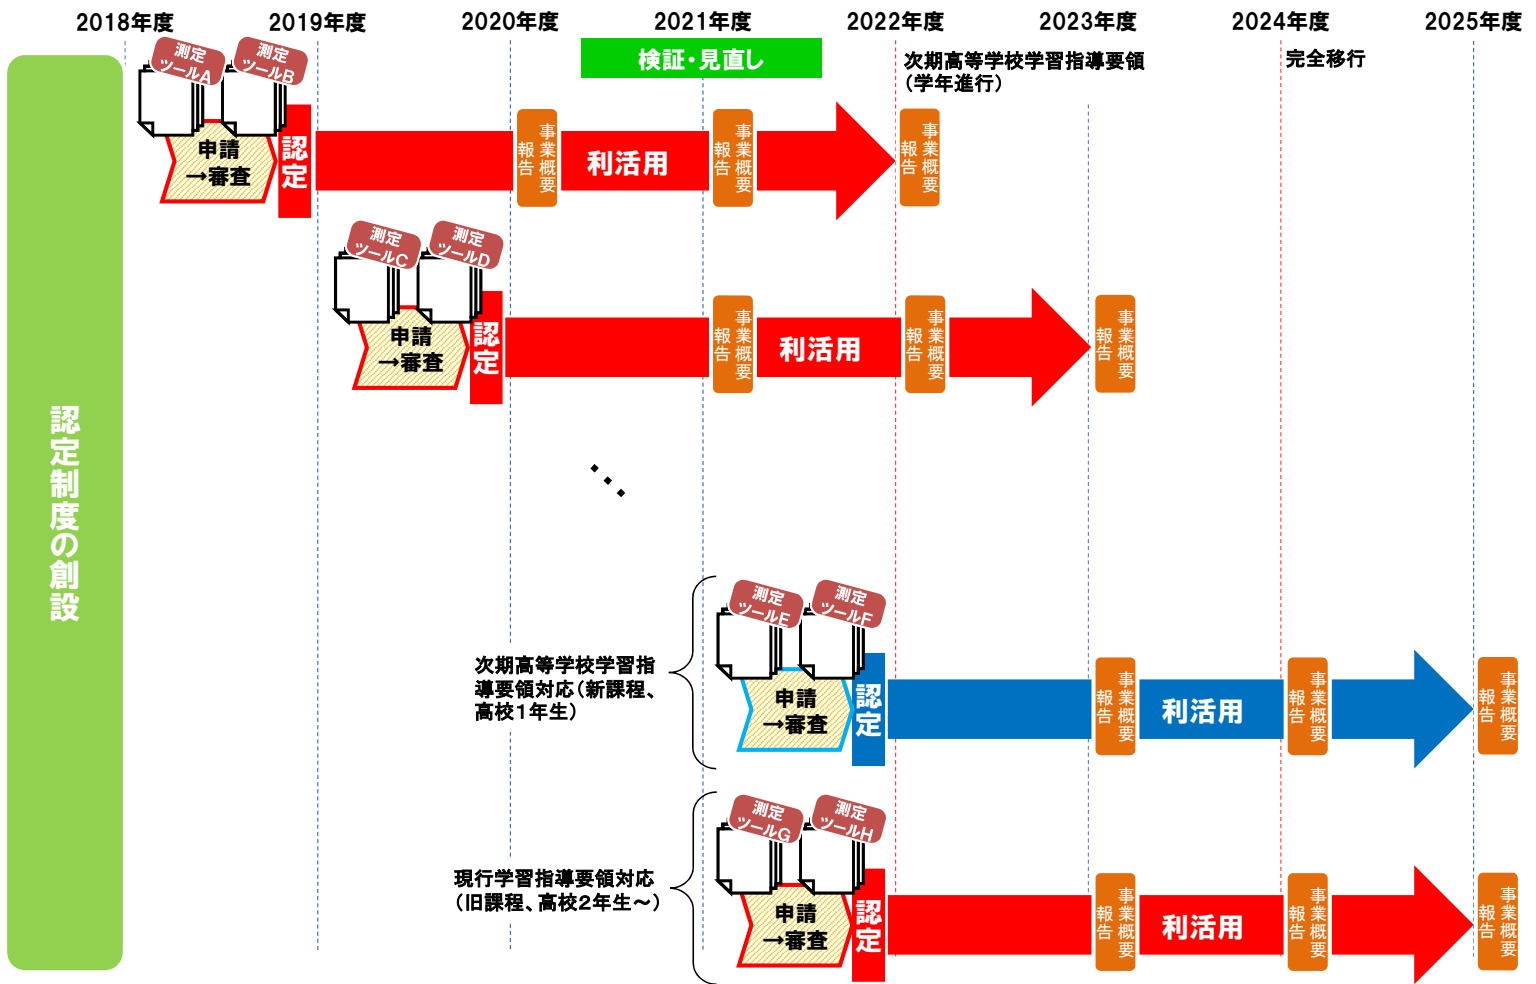 2018年度
2019年度
2020年度
2021年度
2022年度
2023年度
2024年度
2025年度
検証・見直し
次期高等学校学習指導要領
（学年進行）
完全移行
認定制度の創設
測定
ツールA
測定
ツールB
申請
→審査
認定
利活用
事業概要
報告
事業概要
報告
事業概要
報告
測定
ツールC
測定
ツールD
申請
→審査
認定
利活用
事業概要
報告
事業概要
報告
事業概要
報告
次期高等学校学習指
導要領対応（新課程、
高校１年生）
測定
ツールE
測定
ツールF
申請
→審査
認定
利活用
事業概要
報告
事業概要
報告
事業概要
報告
現行学習指導要領対応
（旧課程、高校２年生～）
測定
ツールG
測定
ツールH
申請
→審査
認定
利活用
事業概要
報告
事業概要
報告
事業概要
報告